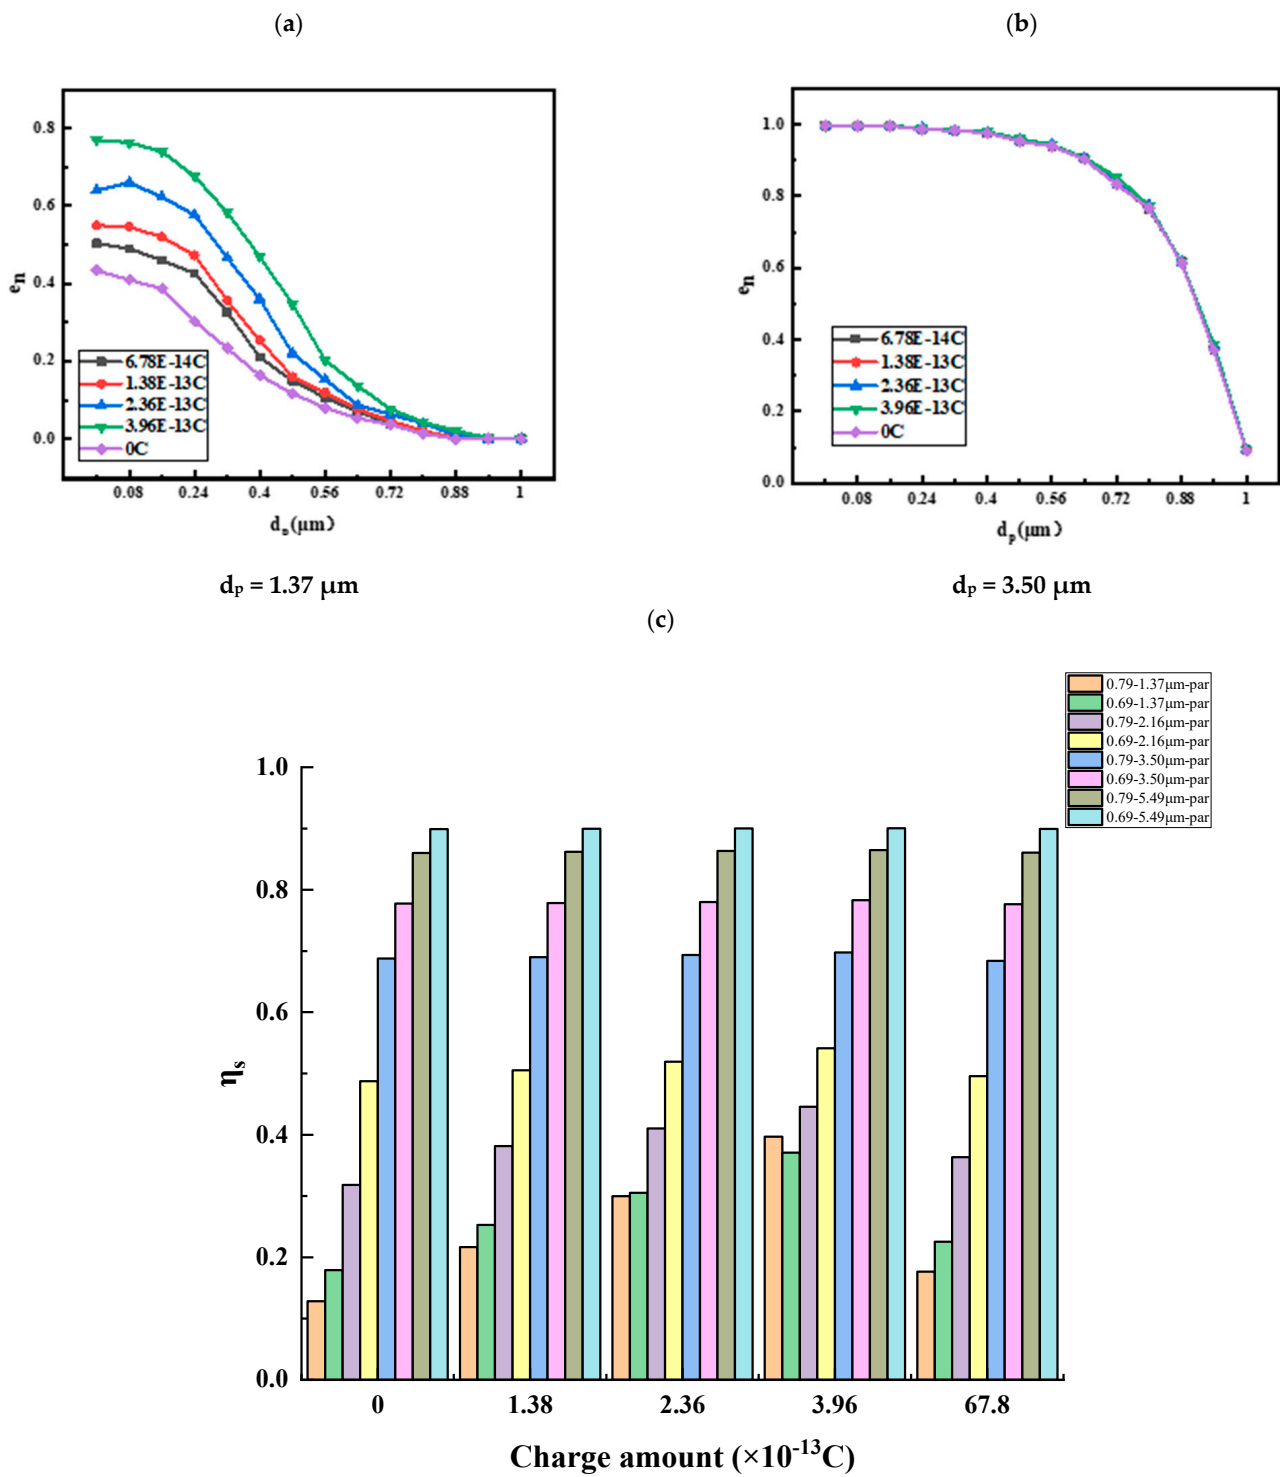 (a)
(b)
0.8
0.6
0.4
0.2
0.0
en
6.78E-14C
1.38E-13C
2.36E-13C
3.96E-13C
0C
0.08 0.24 0.4 0.56 0.72 0.88 1
dp(μm)
1.0
0.8
0.6
0.4
0.2
0.0
en
6.78E-14C
1.38E-13C
2.36E-13C
3.96E-13C
0C
0.08 0.24 0.4 0.56 0.72 0.88 1
dp(μm)
dp = 1.37 μm
dp = 3.50 μm
(c)
0.79-1.37μm-par
0.69-1.37μm-par
0.79-2.16μm-par
0.69-2.16μm-par
0.79-3.50μm-par
0.69-3.50μm-par
0.79-5.49μm-par
0.69-5.49μm-par
1.0
0.8
0.6
0.4
0.2
0.0
ηs
0 1.38 2.36 3.96 67.8
Charge amount (×10⁻¹³C)